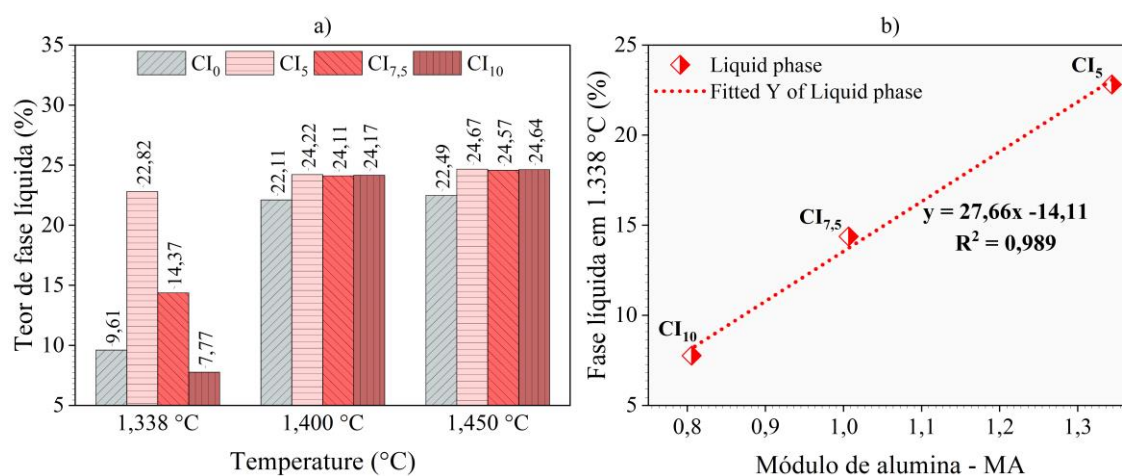 a)
35
30
25
20
15
10
5
Teor de fase líquida (%)
CI0 CI5 CI7,5 CI10
9,61
22,82
14,37
7,77
22,11
24,22
24,11
24,17
22,49
24,67
24,57
24,64
1,338 °C 1,400 °C 1,450 °C
Temperature (°C)
b)
25
20
15
10
5
Fase líquida em 1.338 °C (%)
Liquid phase
Fitted Y of Liquid phase
CI5
CI7,5
CI10
y = 27,66x -14,11
R2 = 0,989
0,8 0,9 1,0 1,1 1,2 1,3
Módulo de alumina - MA